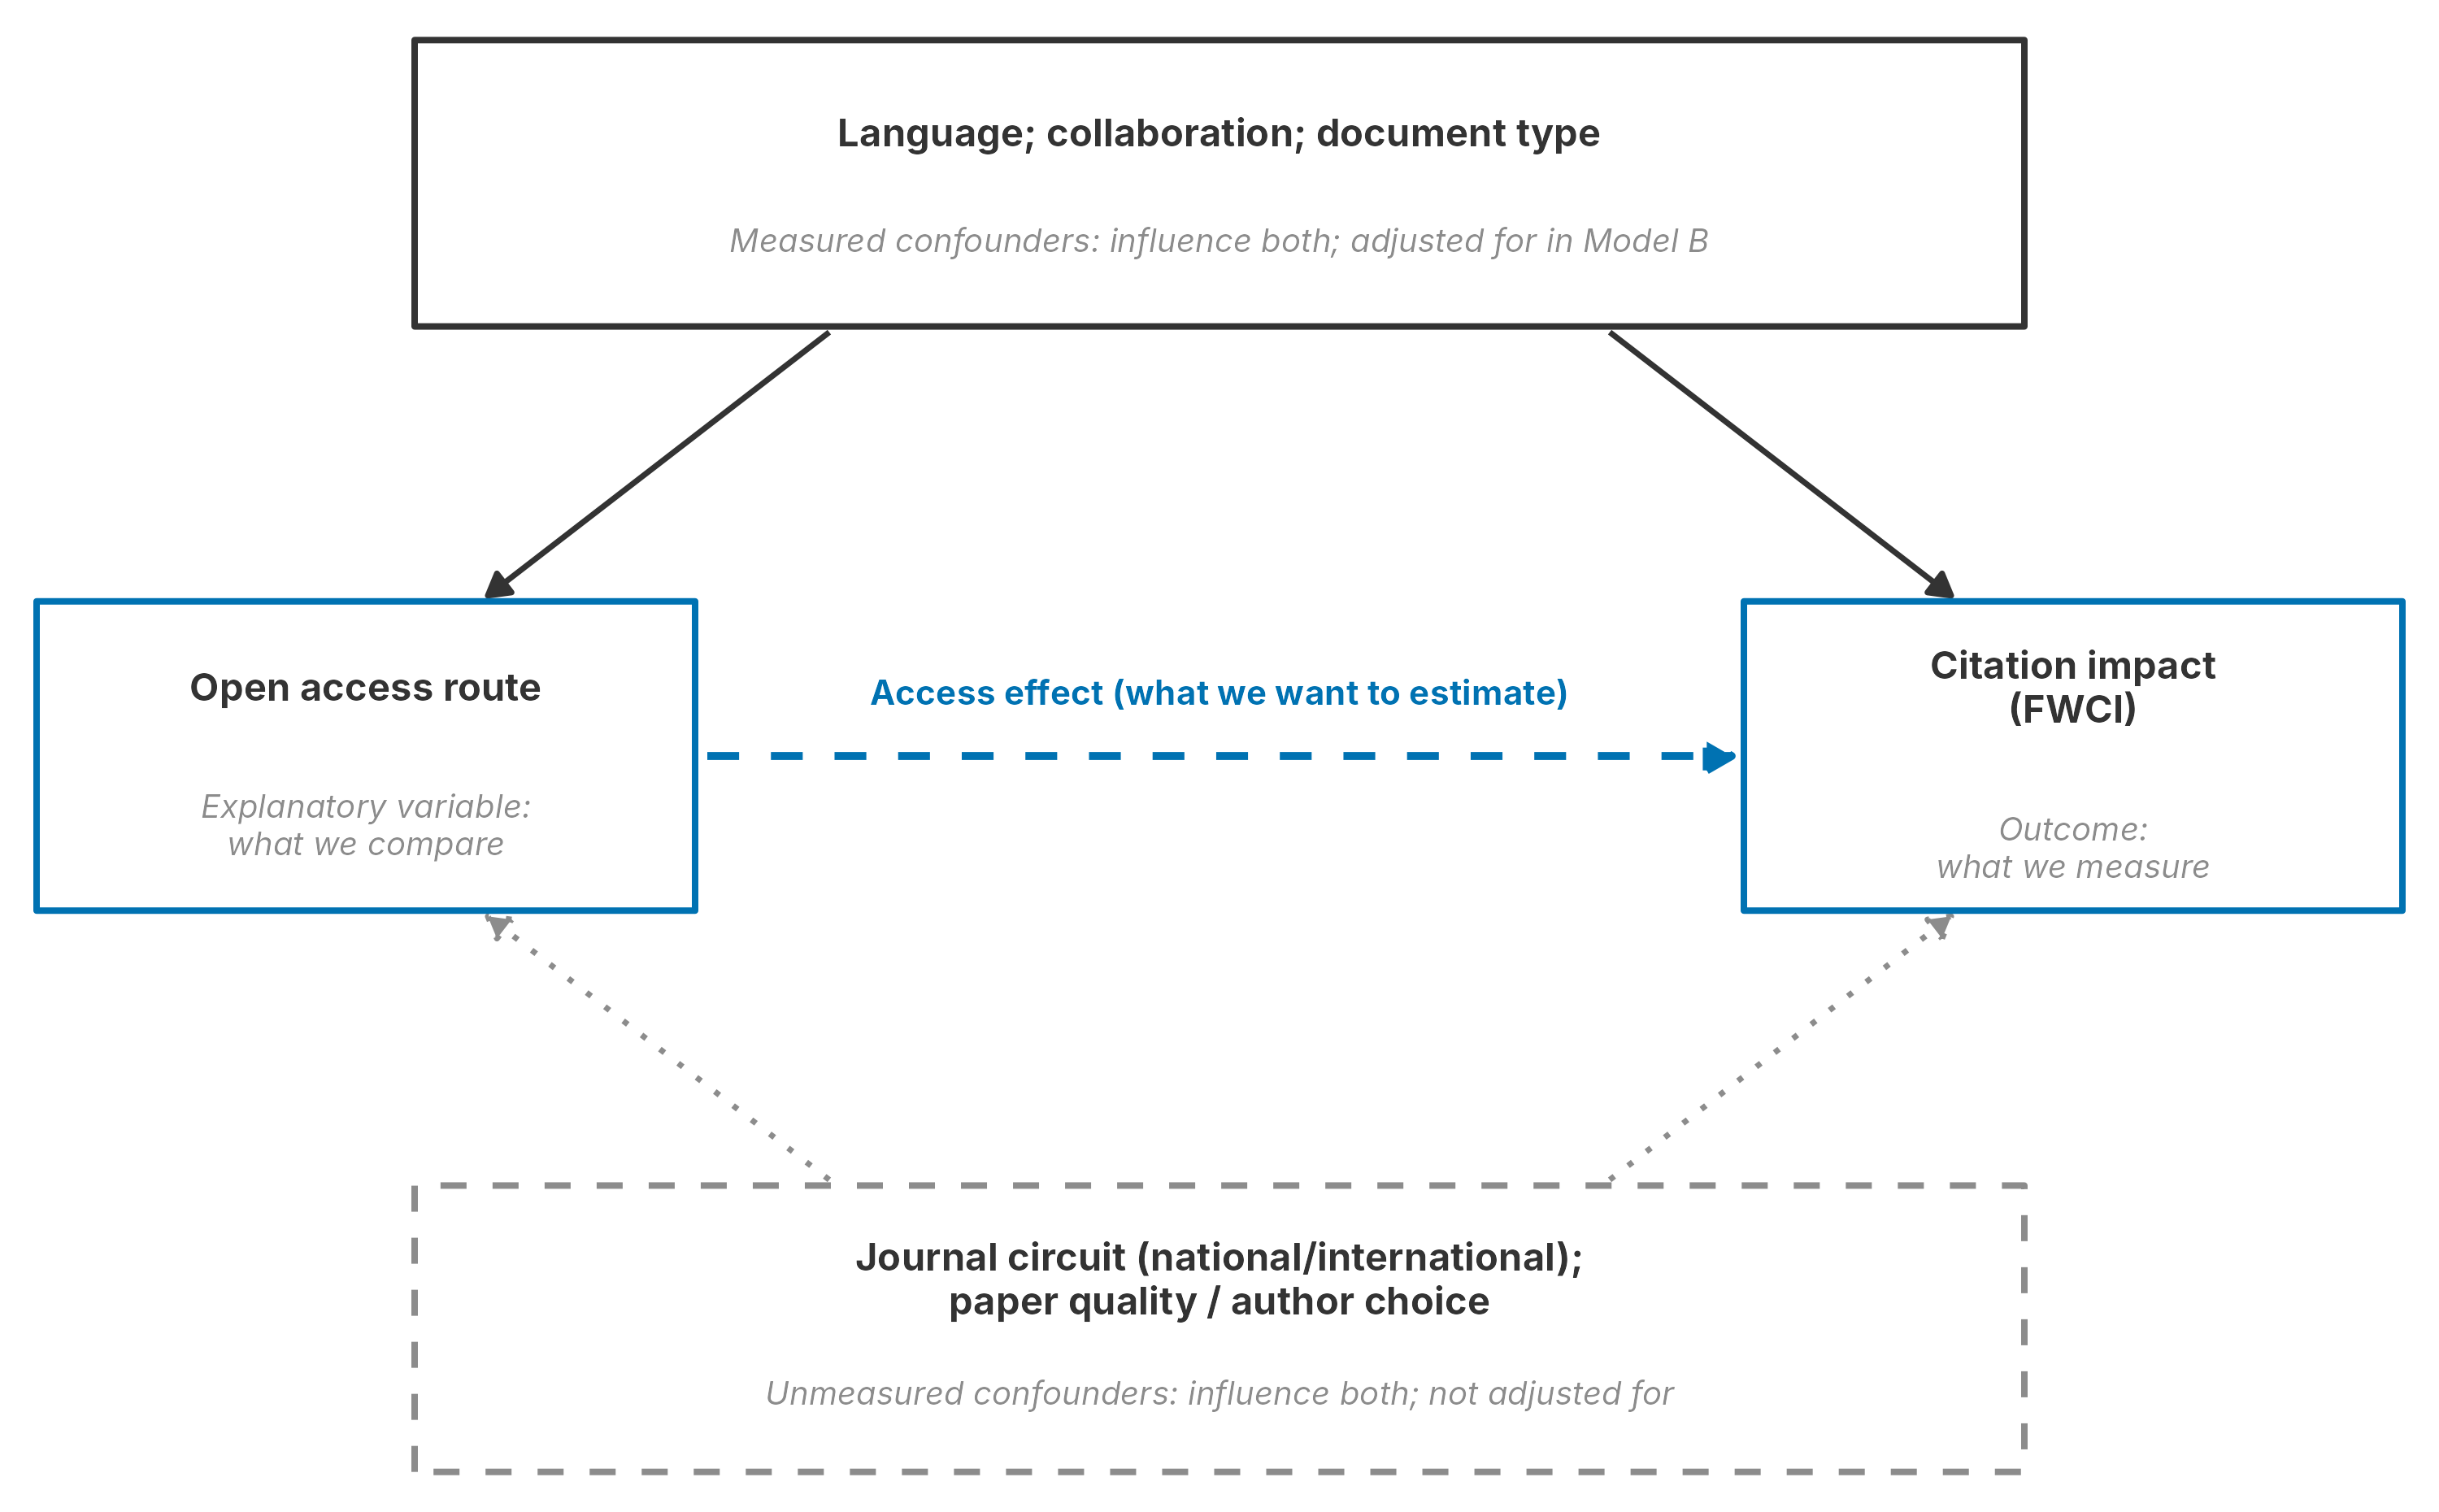 Language; collaboration; document type
Measured confounders: influence both; adjusted for in Model B
Open access route
Explanatory variable:
what we compare
Access effect (what we want to estimate)
Citation impact
(FWCI)
Outcome:
what we measure
Journal circuit (national/international);
paper quality / author choice
Unmeasured confounders: influence both; not adjusted for